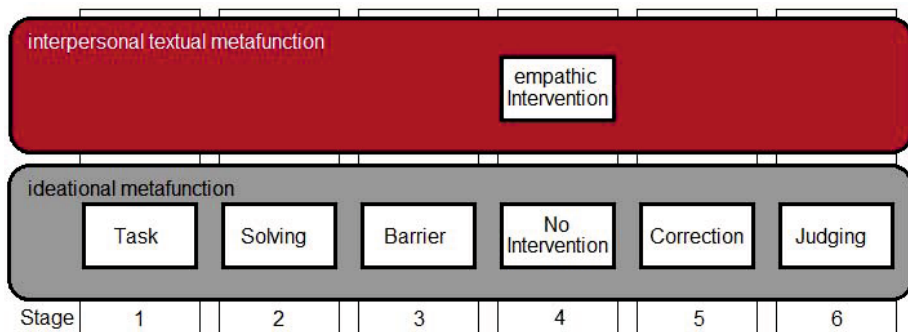 interpersonal textual metafunction
empathic
Intervention
ideational metafunction
Task
Solving
Barrier
No
Intervention
Correction
Judging
Stage 1 2 3 4 5 6